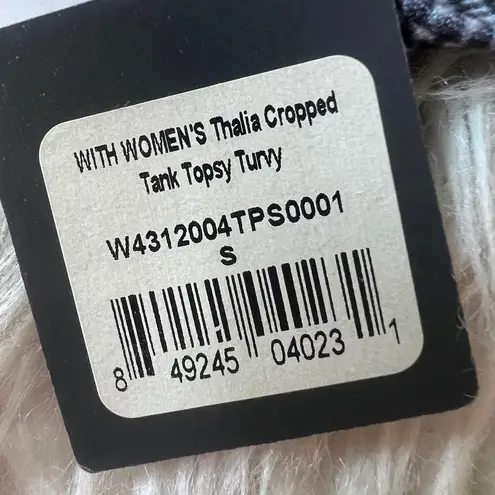 WITH WOMEN'S Thalia Cropped
Tank Topsy Turvy
W4312004TPS0001
S
8 49245 04023 1